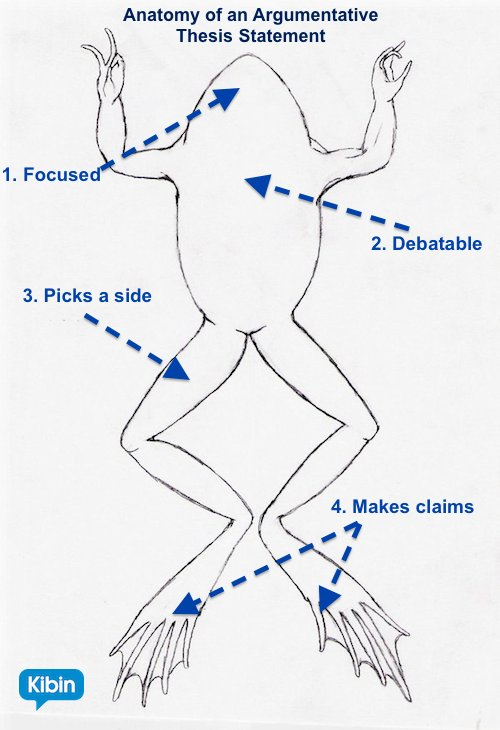 Anatomy of an Argumentative
Thesis Statement
1. Focused
2. Debatable
3. Picks a side
4. Makes claims
Kibin